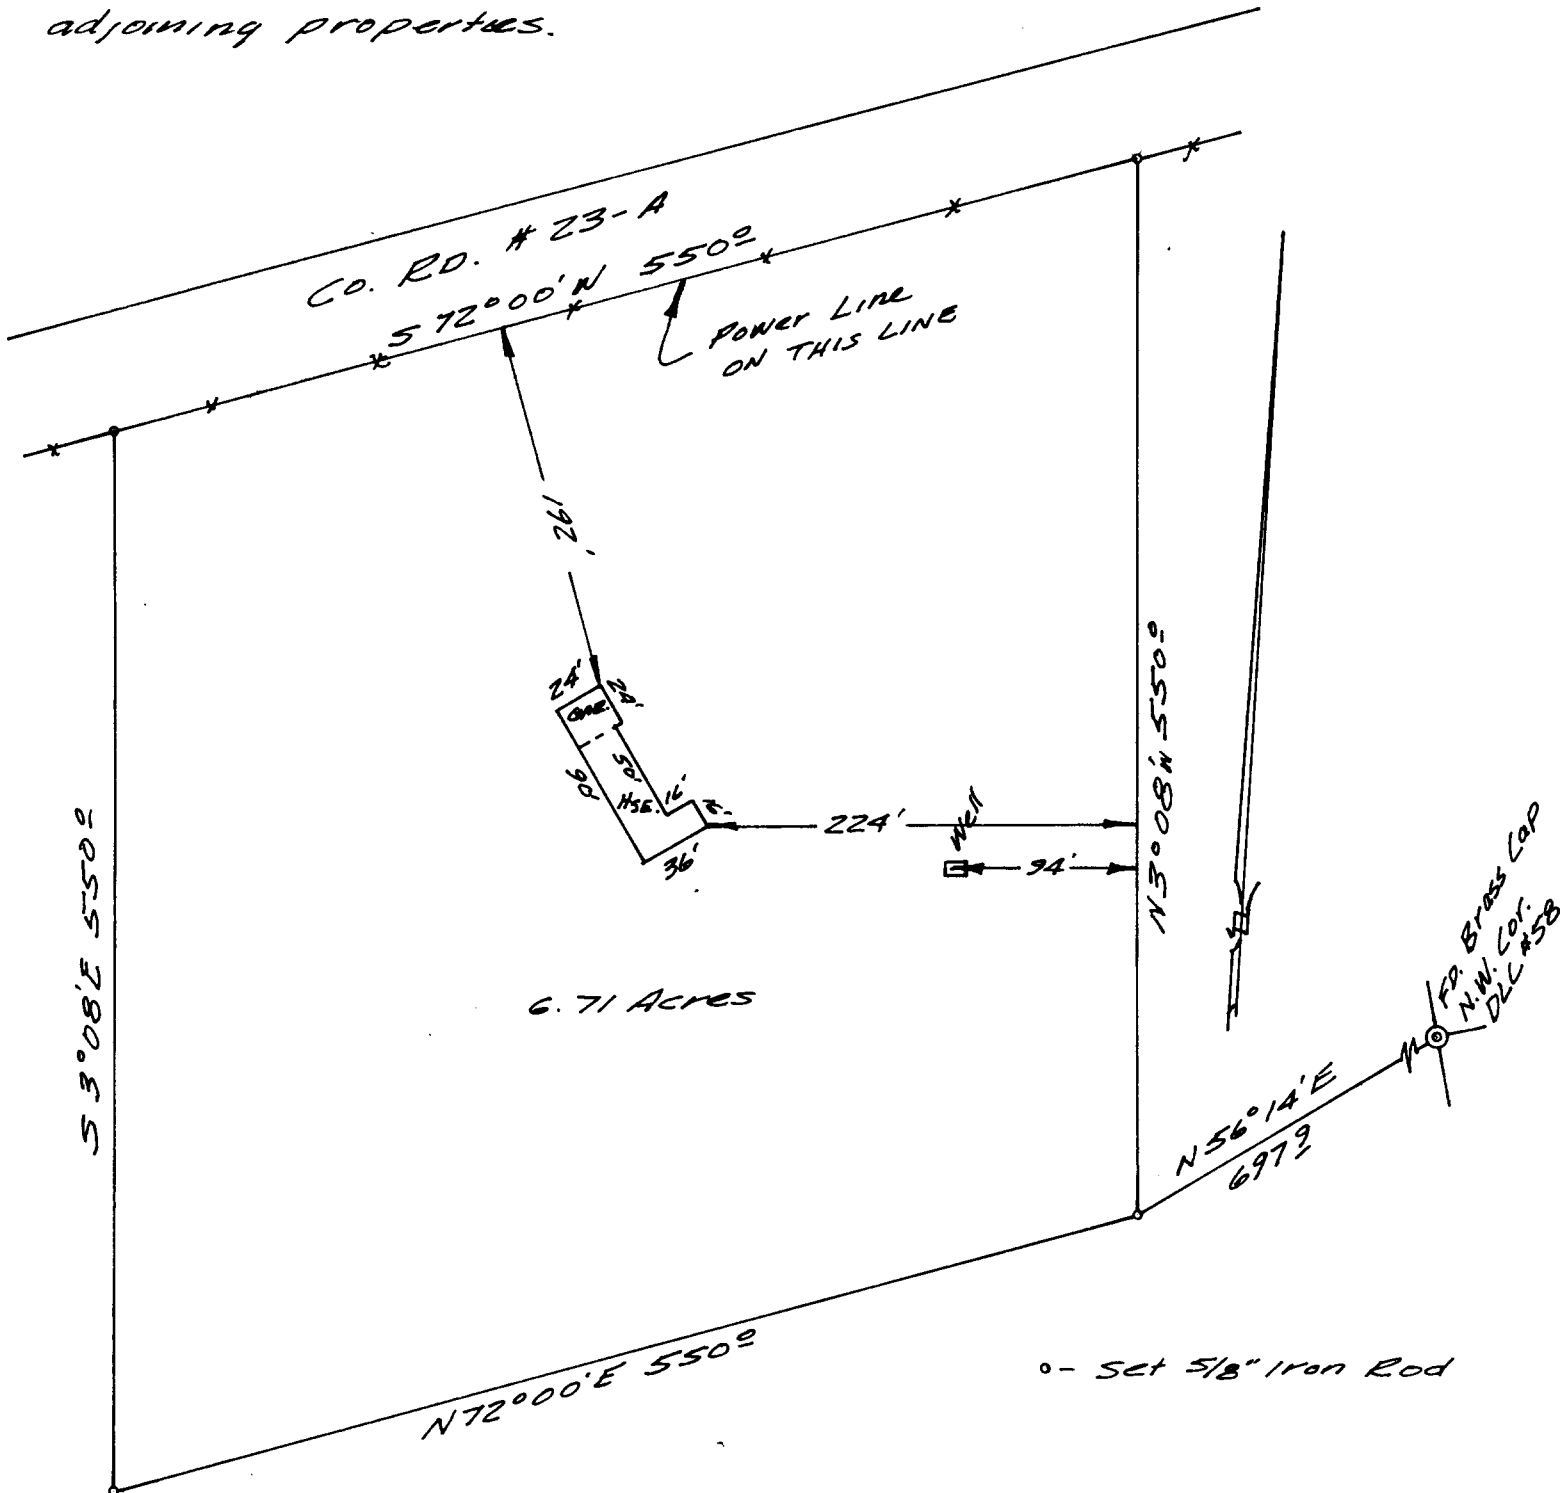 adjoining properties.
Co. RD. # 23-A
S 72°00' W 550⁰
Power Line
ON THIS LINE
24'
24'
GAR.
90'
50'
HSE.
16'
36'
224'
Well
94'
N 3°08' W 550⁰
S 3°08' E 550⁰
6.71 Acres
FD. Brass Cap
N.W. Cor.
DLC #58
N 56°14' E
697⁹
N 72°00' E 550⁰
o - Set 5/8" Iron Rod